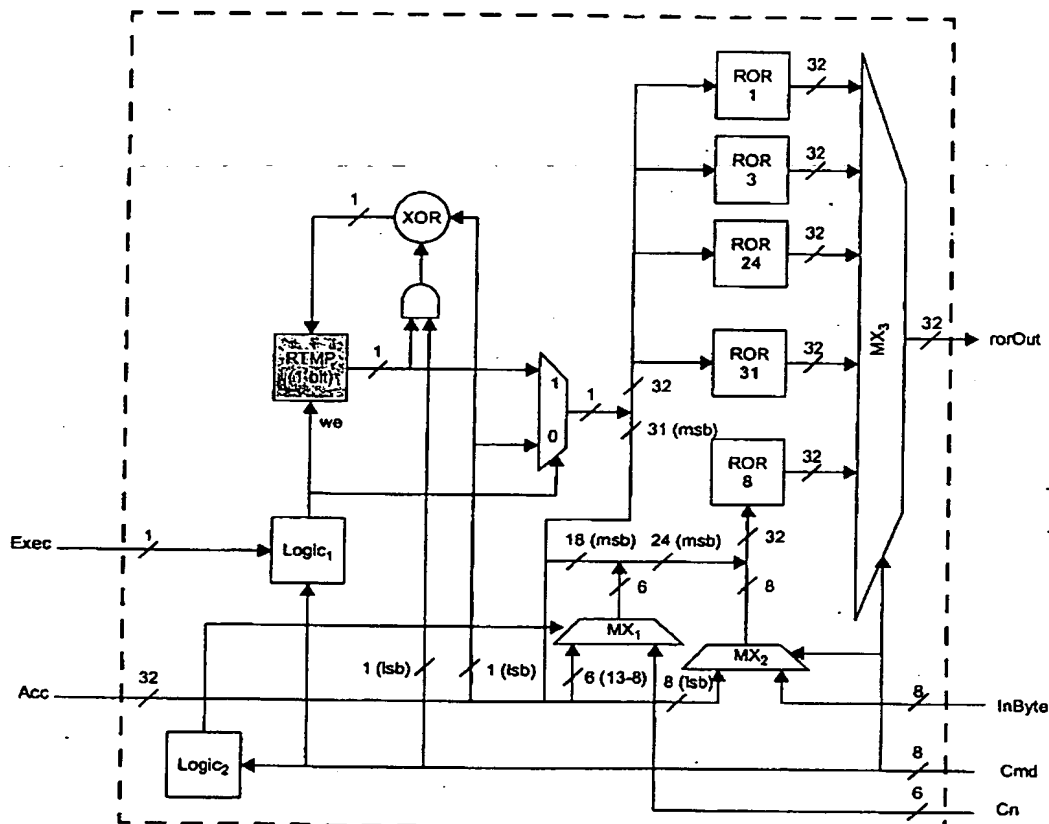 ROR
1
32
ROR
3
32
ROR
24
32
ROR
31
32
ROR
8
32
MX3
32
rorOut
1
XOR
RTMP
(1 bit)
1
we
1
0
1
32
31 (msb)
Exec
1
Logic1
18 (msb)
24 (msb)
32
6
8
MX1
MX2
1 (lsb)
1 (lsb)
6 (13-8)
8 (lsb)
Acc
32
8
InByte
Logic2
8
Cmd
6
Cn